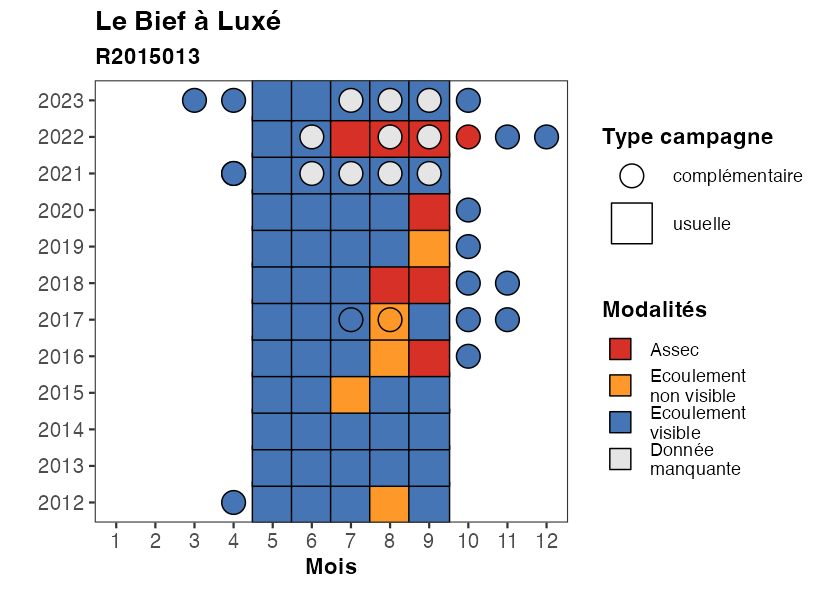 Le Bief à Luxé
R2015013
2023
2022
2021
2020
2019
2018
2017
2016
2015
2014
2013
2012
1 2 3 4 5 6 7 8 9 10 11 12
Mois
Type campagne
complémentaire
usuelle
Modalités
Assec
Ecoulement
non visible
Ecoulement
visible
Donnée
manquante